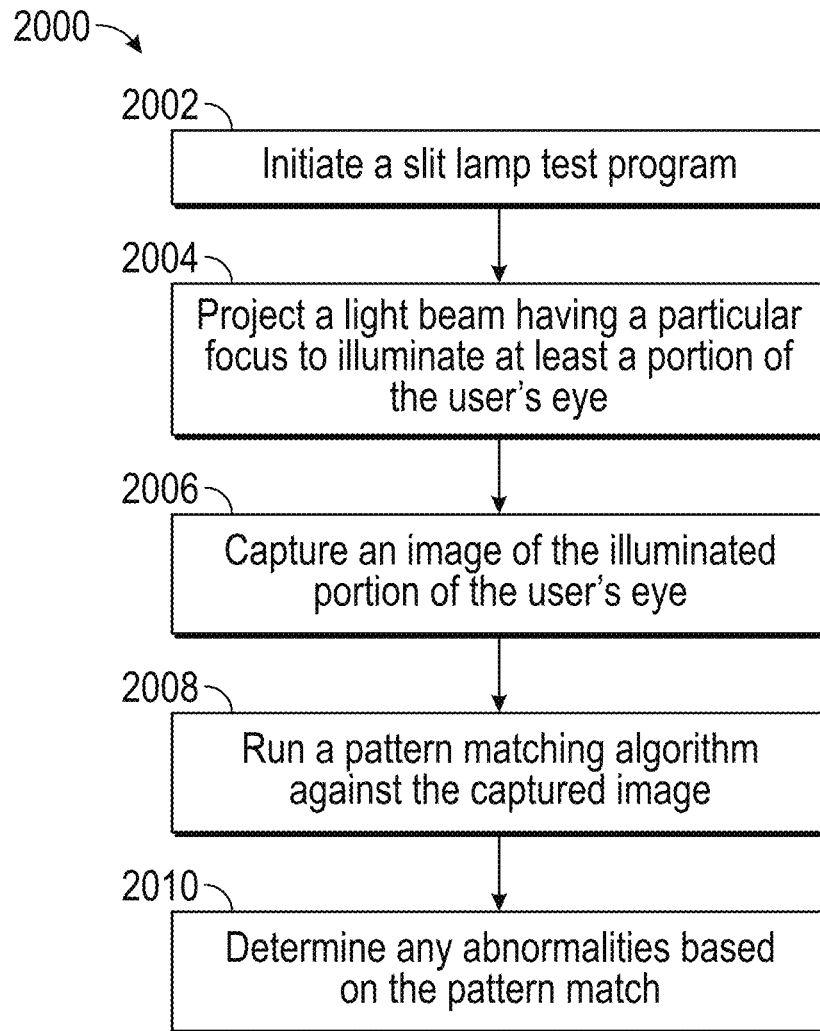 2000
2002
Initiate a slit lamp test program
2004
Project a light beam having a particular
focus to illuminate at least a portion of
the user's eye
2006
Capture an image of the illuminated
portion of the user's eye
2008
Run a pattern matching algorithm
against the captured image
2010
Determine any abnormalities based
on the pattern match